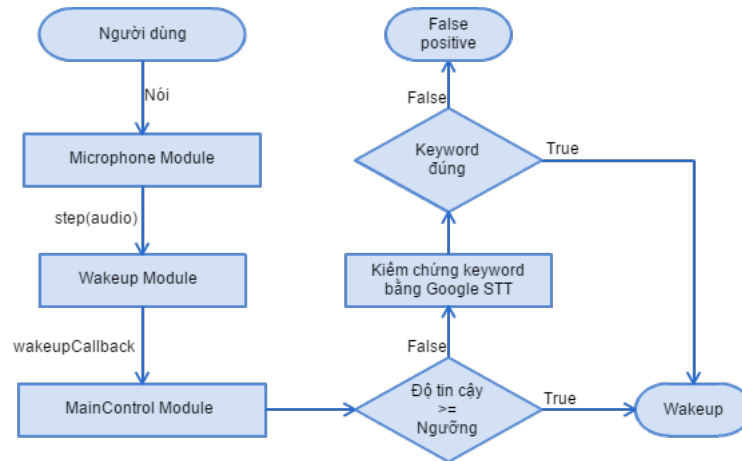 Người dùng
Nói
Microphone Module
step(audio)
Wakeup Module
wakeupCallback
MainControl Module
Độ tin cậy
>=
Ngưỡng
True
Wakeup
False
Kiểm chứng keyword
bằng Google STT
Keyword
đúng
True
False
False
positive